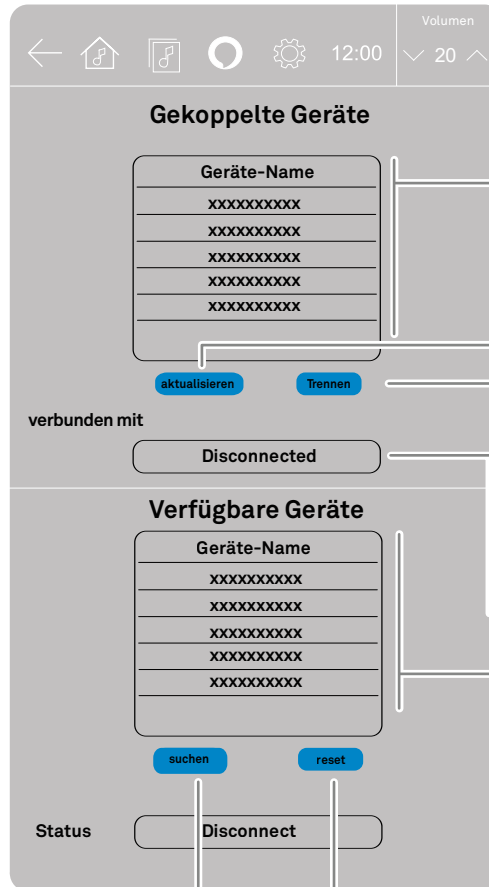 Volumen
12:00 20
Gekoppelte Geräte
Geräte-Name
xxxxxxxxxx
xxxxxxxxxx
xxxxxxxxxx
xxxxxxxxxx
xxxxxxxxxx
aktualisieren Trennen
verbunden mit
Disconnected
Verfügbare Geräte
Geräte-Name
xxxxxxxxxx
xxxxxxxxxx
xxxxxxxxxx
xxxxxxxxxx
xxxxxxxxxx
suchen reset
Status Disconnect